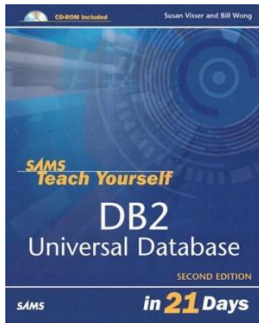 CD-ROM Included
Susan Visser and Bill Wong
SAMS
Teach Yourself
DB2
Universal Database
SECOND EDITION
SAMS
in 21 Days